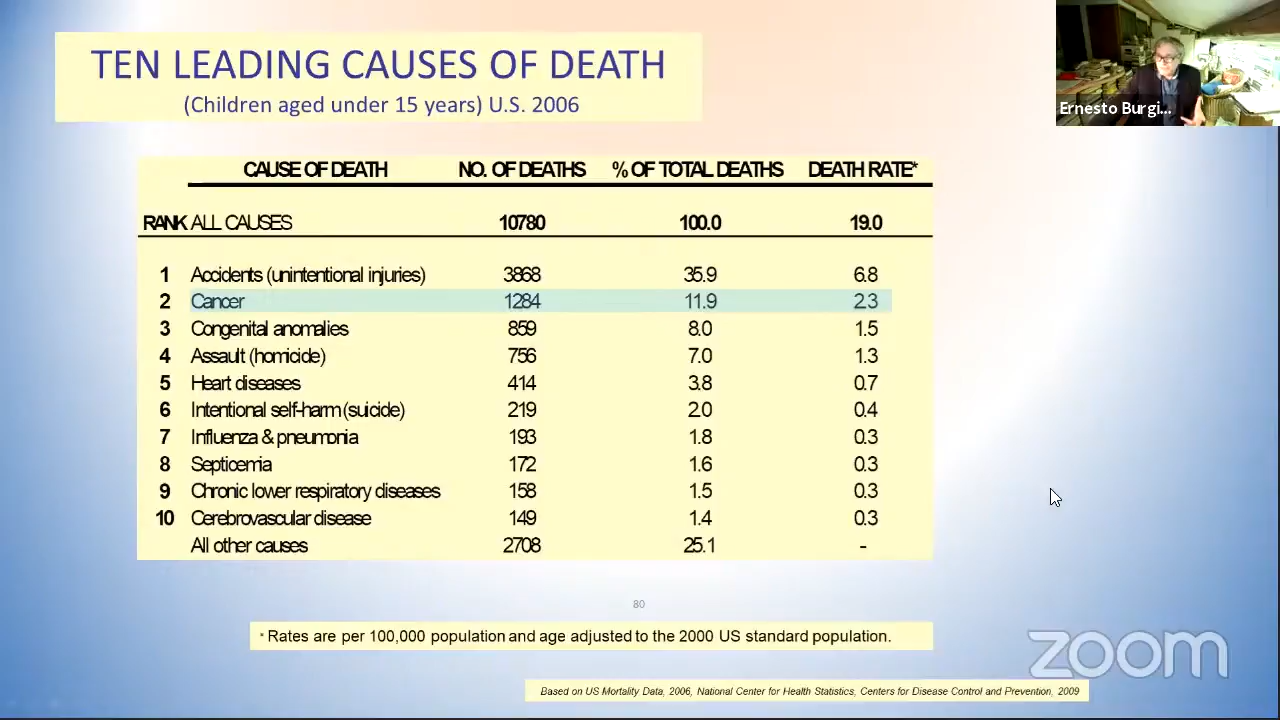 TEN LEADING CAUSES OF DEATH
(Children aged under 15 years) U.S. 2006
Ernesto Burgi...
CAUSE OF DEATH NO. OF DEATHS % OF TOTAL DEATHS DEATH RATE*
RANK ALL CAUSES 10780 100.0 19.0
1 Accidents (unintentional injuries) 3868 35.9 6.8
2 Cancer 1284 11.9 2.3
3 Congenital anomalies 859 8.0 1.5
4 Assault (homicide) 756 7.0 1.3
5 Heart diseases 414 3.8 0.7
6 Intentional self-harm (suicide) 219 2.0 0.4
7 Influenza & pneumonia 193 1.8 0.3
8 Septicemia 172 1.6 0.3
9 Chronic lower respiratory diseases 158 1.5 0.3
10 Cerebrovascular disease 149 1.4 0.3
All other causes 2708 25.1 -
80
* Rates are per 100,000 population and age adjusted to the 2000 US standard population.
zoom
Based on US Mortality Data, 2006, National Center for Health Statistics, Centers for Disease Control and Prevention, 2009